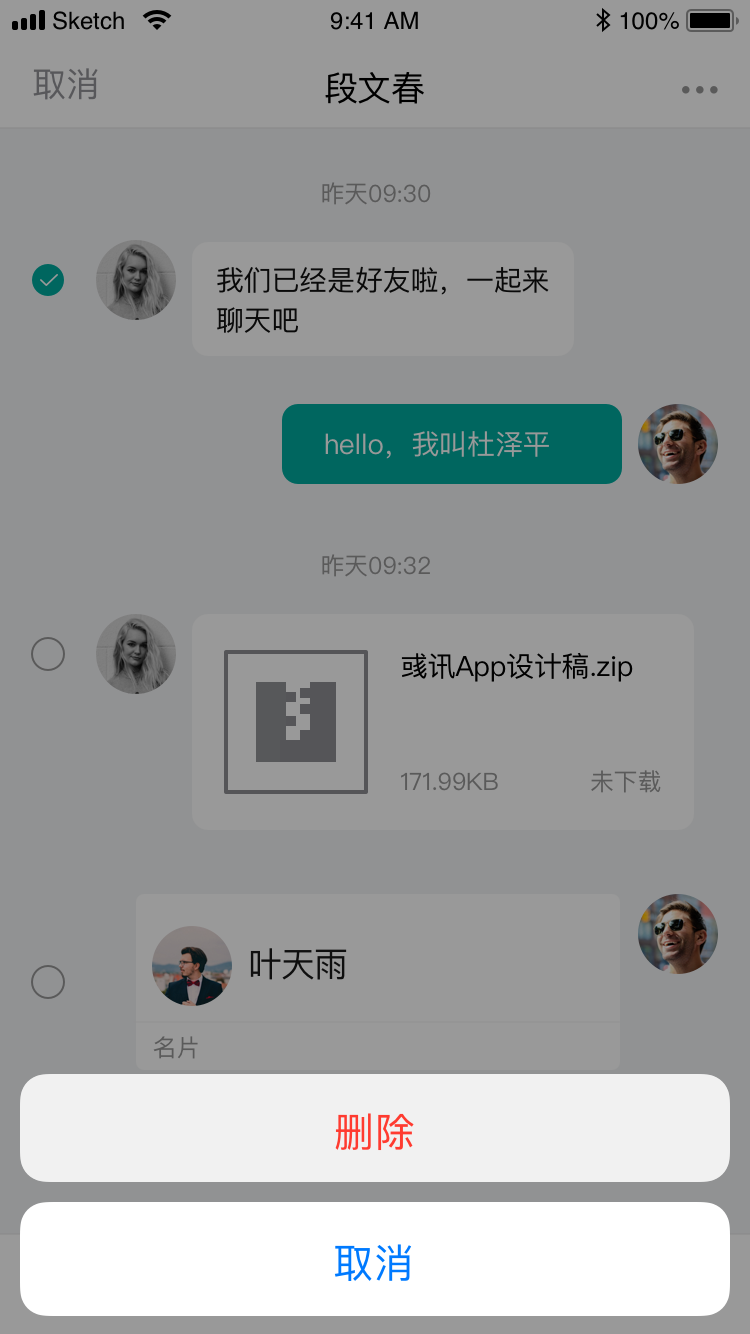 Sketch 9:41 AM 100%
取消 段文春
昨天09:30
我们已经是好友啦，一起来
聊天吧
hello，我叫杜泽平
昨天09:32
彧讯App设计稿.zip
171.99KB 未下载
叶天雨
名片
删除
取消